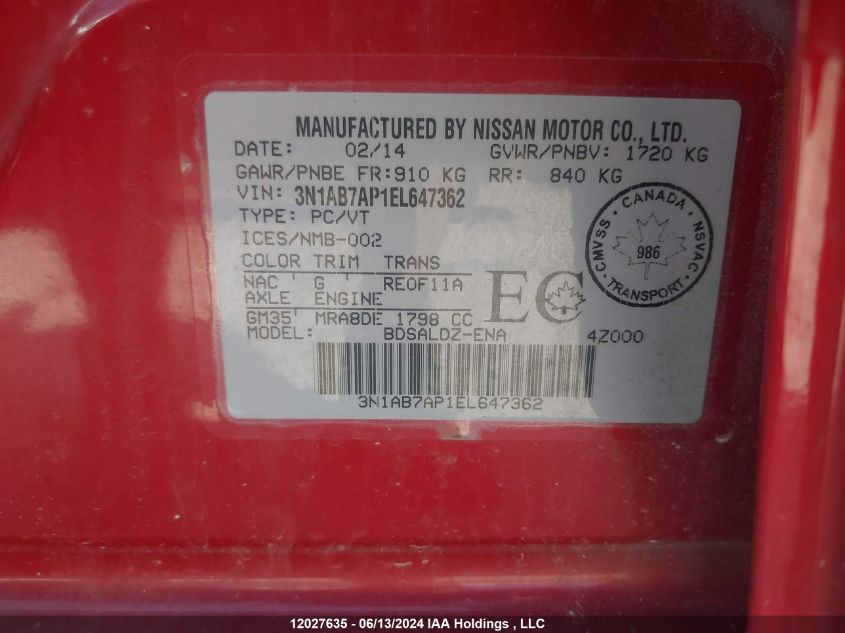 MANUFACTURED BY NISSAN MOTOR CO., LTD.
DATE: 02/14 GVWR/PNBV: 1720 KG
GAWR/PNBE FR:910 KG RR: 840 KG
VIN: 3N1AB7AP1EL647362
TYPE: PC/VT
ICES/NMB-002
COLOR TRIM TRANS
NAC G RE0F11A
AXLE ENGINE
GM35 MRA8DE 1798 CC
MODEL: BDSALDZ-ENA 4Z000
EC
CANADA
CMVSS · NSVAC
986
TRANSPORT
3N1AB7AP1EL647362
12027635 - 06/13/2024 IAA Holdings , LLC